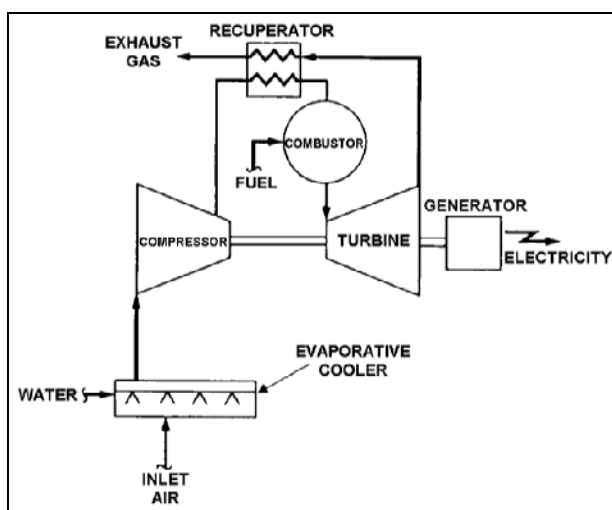 RECUPERATOR
EXHAUST
GAS
COMBUSTOR
FUEL
GENERATOR
COMPRESSOR
TURBINE
ELECTRICITY
EVAPORATIVE
COOLER
WATER
INLET
AIR